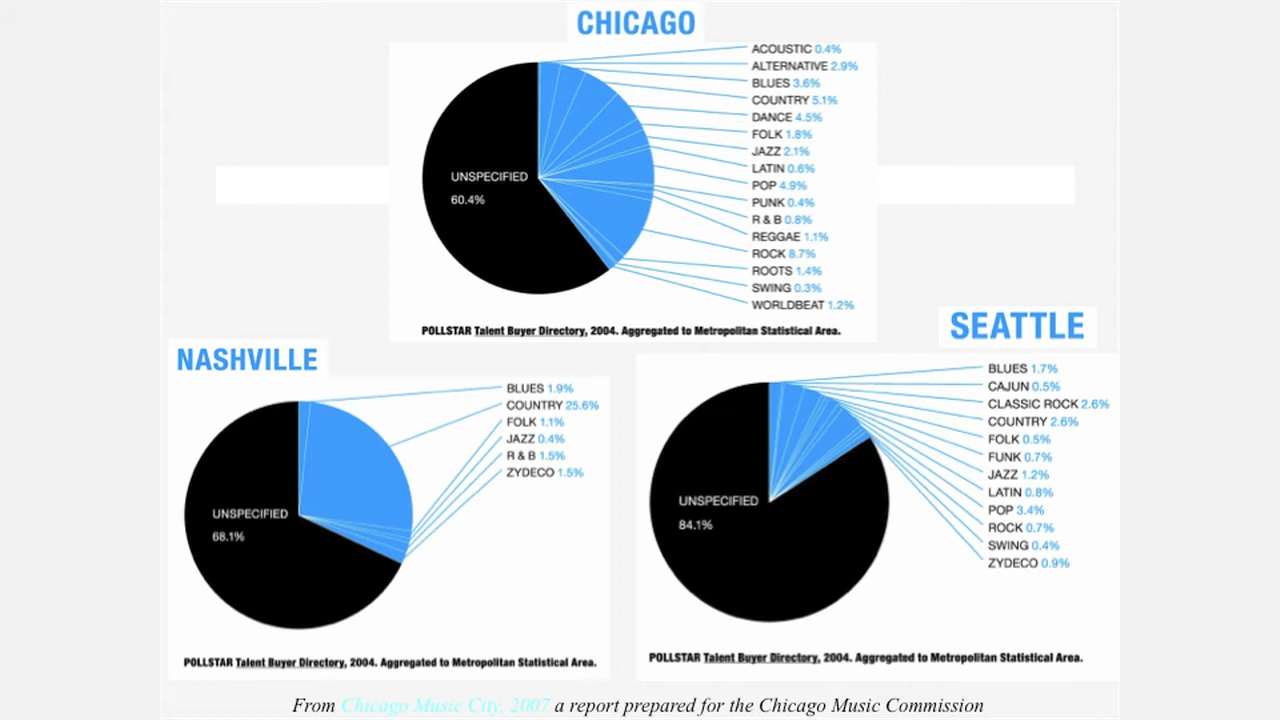 CHICAGO
ACOUSTIC 0.4%
ALTERNATIVE 2.9%
BLUES 3.6%
COUNTRY 5.1%
DANCE 4.5%
FOLK 1.8%
JAZZ 2.1%
LATIN 0.6%
POP 4.9%
PUNK 0.4%
R & B 0.8%
REGGAE 1.1%
ROCK 8.7%
ROOTS 1.4%
SWING 0.3%
WORLDBEAT 1.2%
UNSPECIFIED
60.4%
POLLSTAR Talent Buyer Directory, 2004. Aggregated to Metropolitan Statistical Area.
NASHVILLE
BLUES 1.9%
COUNTRY 25.6%
FOLK 1.1%
JAZZ 0.4%
R & B 1.5%
ZYDECO 1.5%
UNSPECIFIED
68.1%
POLLSTAR Talent Buyer Directory, 2004. Aggregated to Metropolitan Statistical Area.
SEATTLE
BLUES 1.7%
CAJUN 0.5%
CLASSIC ROCK 2.6%
COUNTRY 2.6%
FOLK 0.5%
FUNK 0.7%
JAZZ 1.2%
LATIN 0.8%
POP 3.4%
ROCK 0.7%
SWING 0.4%
ZYDECO 0.9%
UNSPECIFIED
84.1%
POLLSTAR Talent Buyer Directory, 2004. Aggregated to Metropolitan Statistical Area.
From Chicago Music City, 2007 a report prepared for the Chicago Music Commission